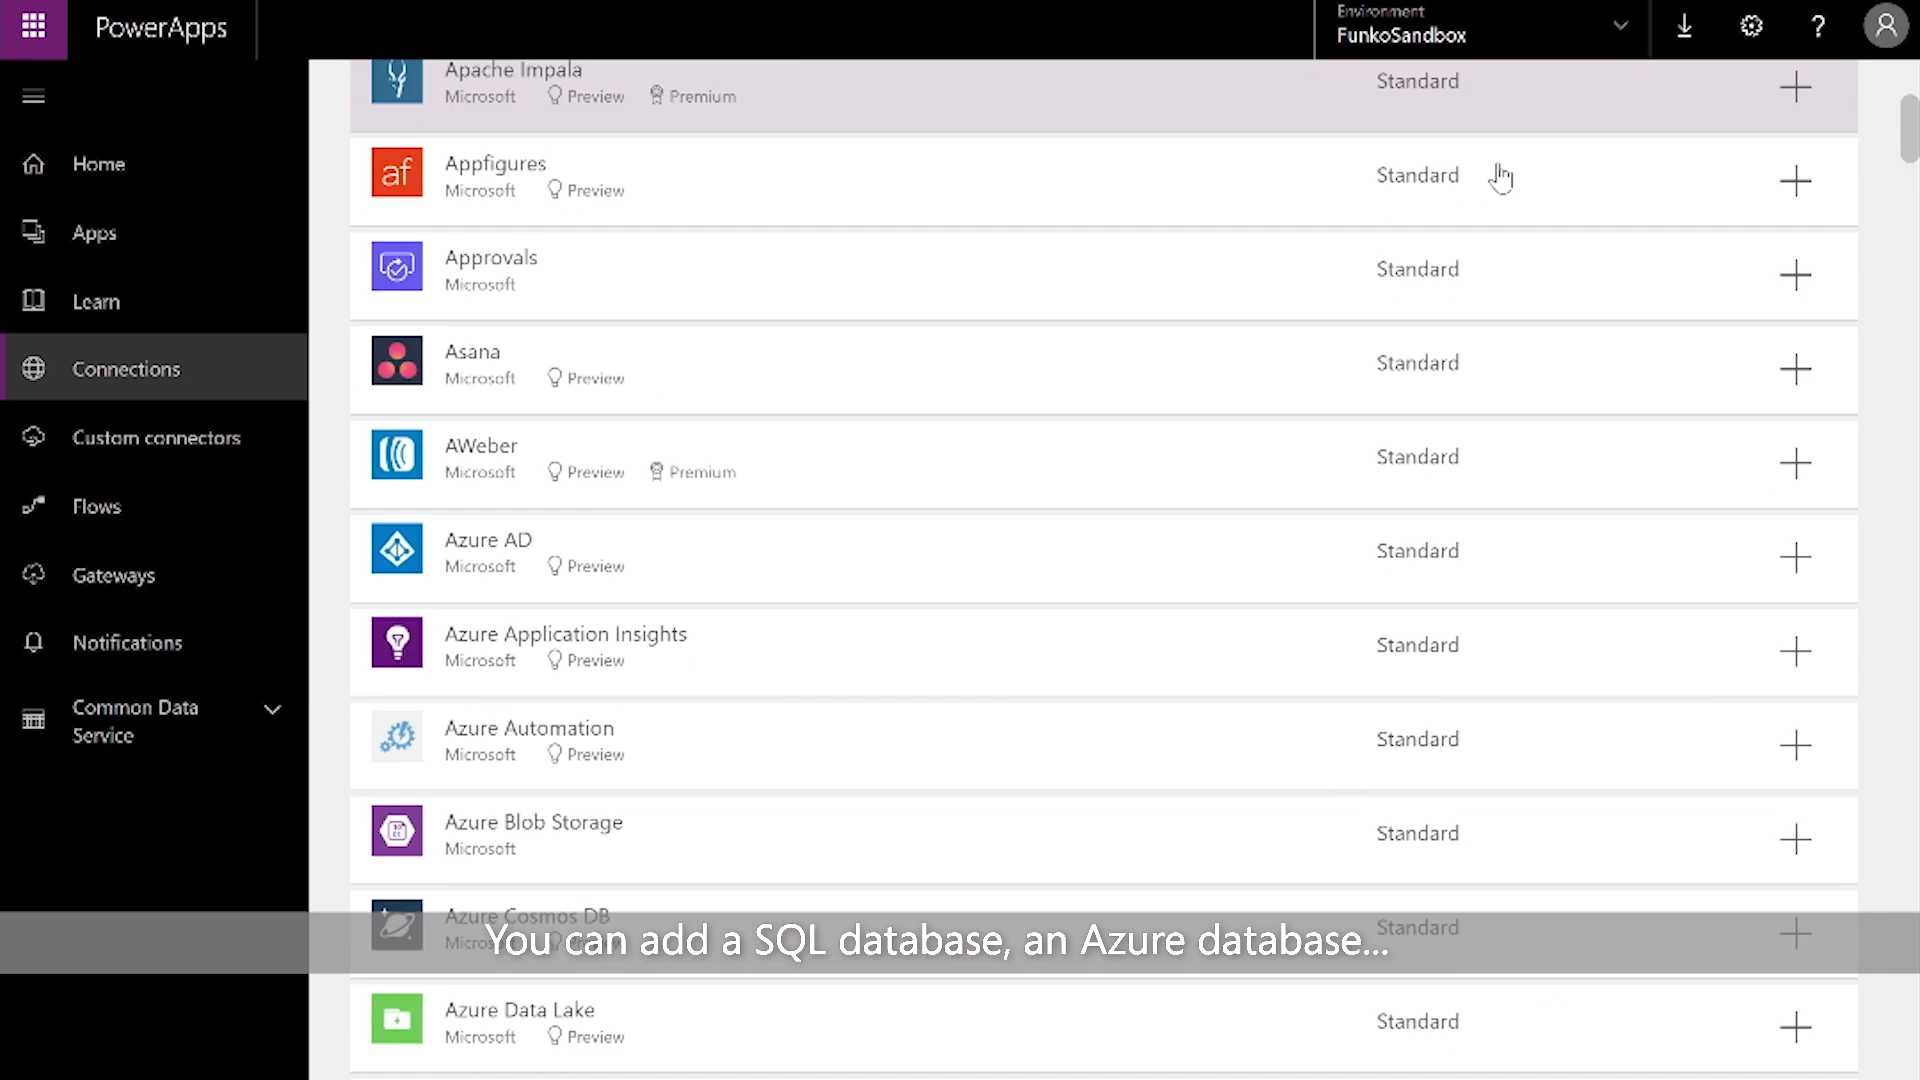 PowerApps
Environment
FunkoSandbox
?
Home
Apps
Learn
Connections
Custom connectors
Flows
Gateways
Notifications
Common Data
Service
Apache Impala
Microsoft Preview Premium
Standard
af
Appfigures
Microsoft Preview
Standard
Approvals
Microsoft
Standard
Asana
Microsoft Preview
Standard
AWeber
Microsoft Preview Premium
Standard
Azure AD
Microsoft Preview
Standard
Azure Application Insights
Microsoft Preview
Standard
Azure Automation
Microsoft Preview
Standard
Azure Blob Storage
Microsoft
Standard
Azure Cosmos DB
Microsoft Preview
Standard
You can add a SQL database, an Azure database...
Azure Data Lake
Microsoft Preview
Standard